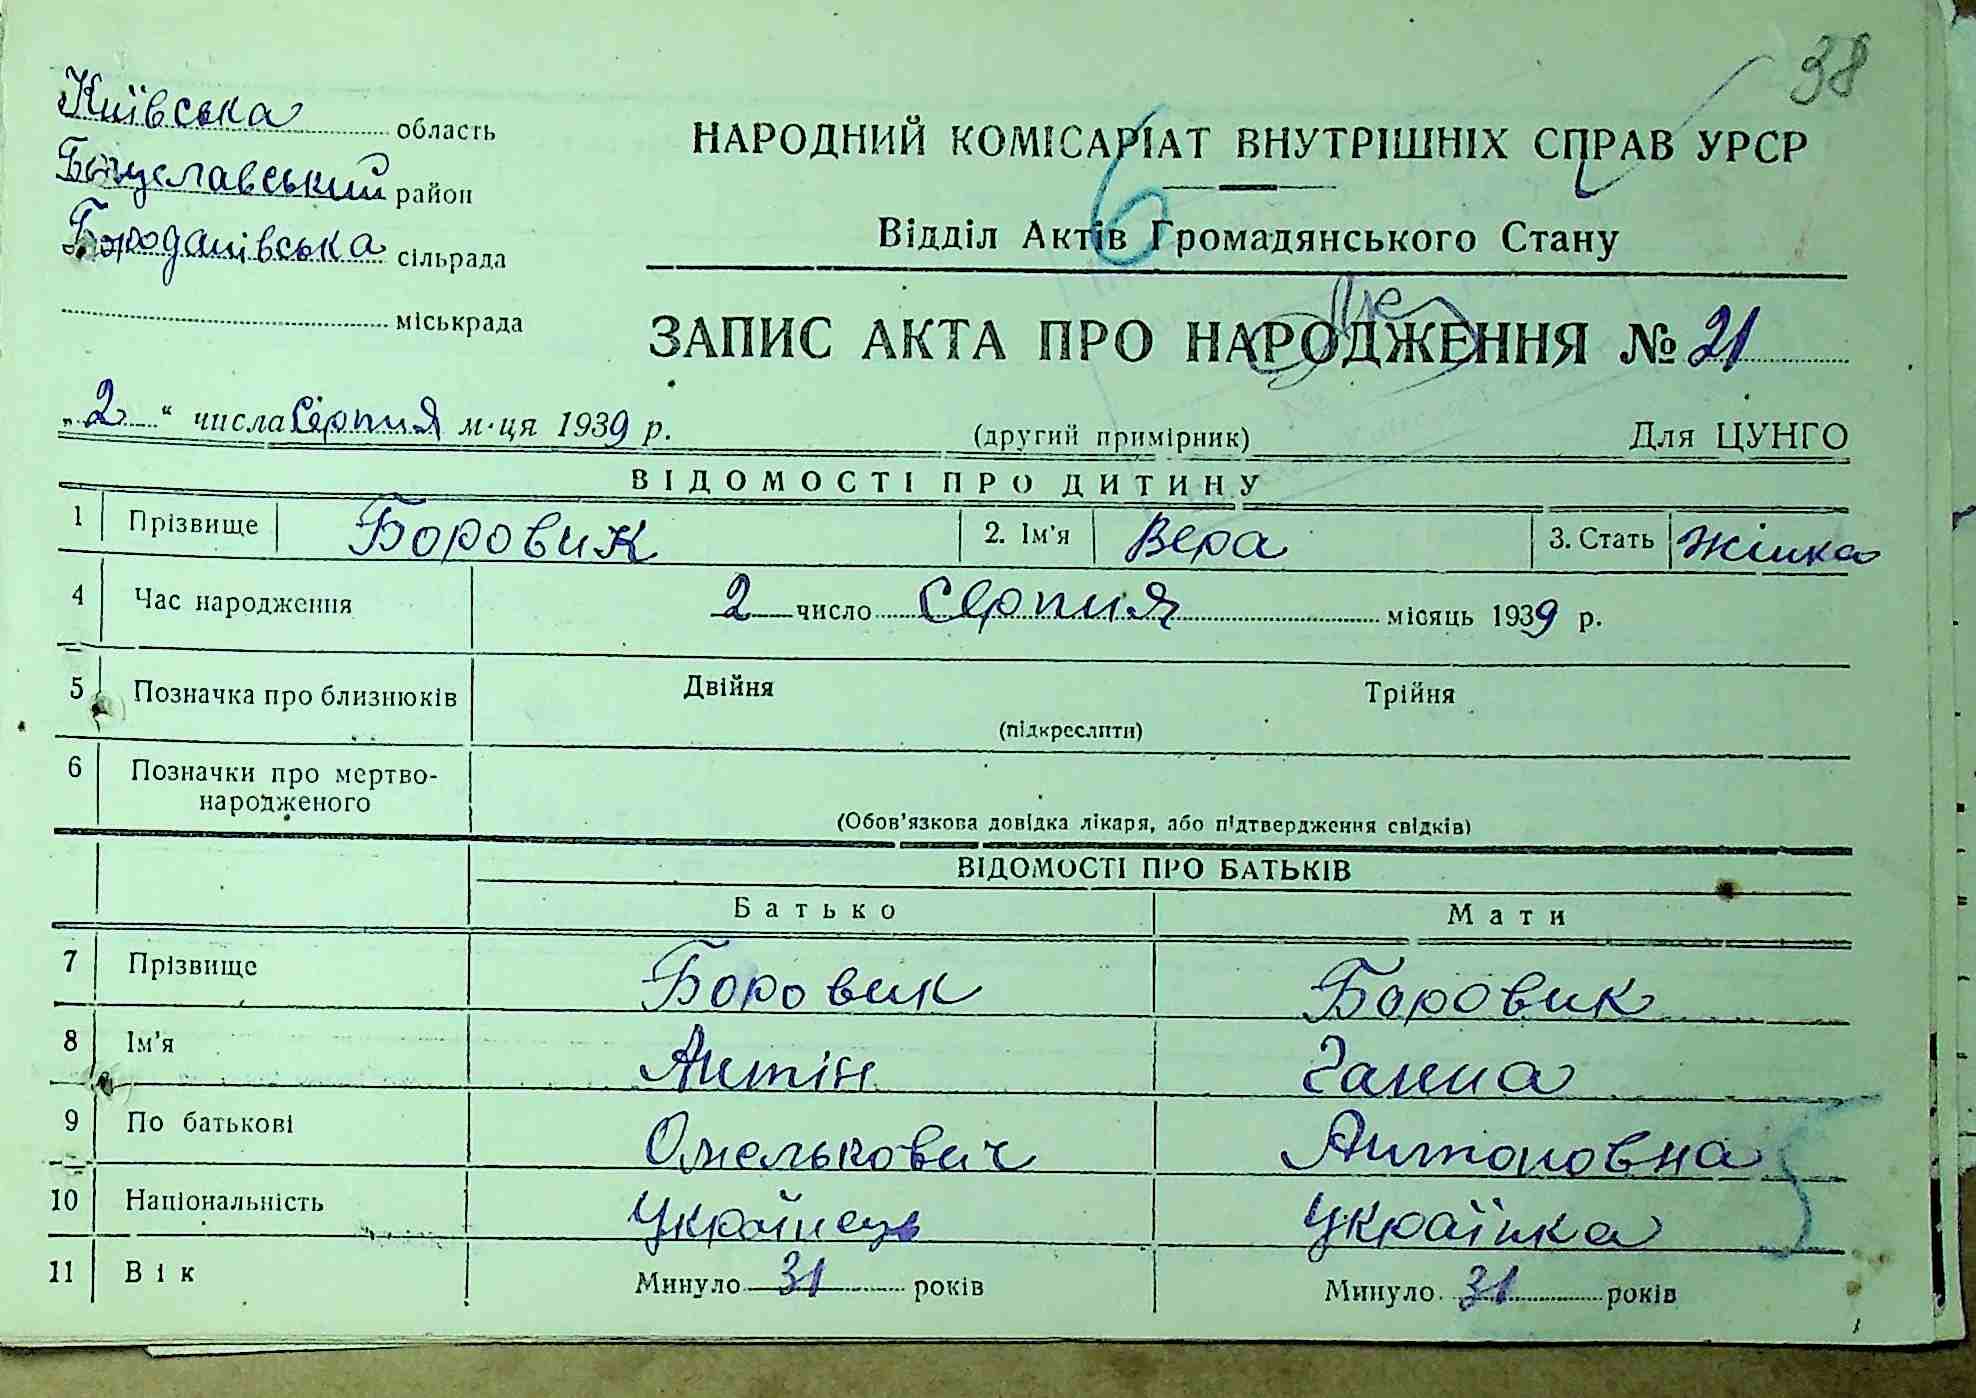 38
Київська область
Богуславський район
Бороданівська сільрада
міськрада
НАРОДНИЙ КОМІСАРІАТ ВНУТРІШНІХ СПРАВ УРСР
6
Відділ Актів Громадянського Стану
ЗАПИС АКТА ПРО НАРОДЖЕННЯ № 21
„2“ числа Серпня м-ця 1939 р.
(другий примірник)
Для ЦУНГО
ВІДОМОСТІ ПРО ДИТИНУ
1 Прізвище Боровик 2. Ім'я Вера 3. Стать Жінка
4 Час народження 2 число Серпня місяць 1939 р.
5 Позначка про близнюків Двійня Трійня
(підкреслити)
6 Позначки про мертво-
народженого
(Обов'язкова довідка лікаря, або підтвердження свідків)
ВІДОМОСТІ ПРО БАТЬКІВ
Батько Мати
7 Прізвище Боровик Боровик
8 Ім'я Антін Ганна
9 По батькові Омелькович Антоновна
10 Національність Українець Українка
11 Вік Минуло 31 років Минуло 31 років